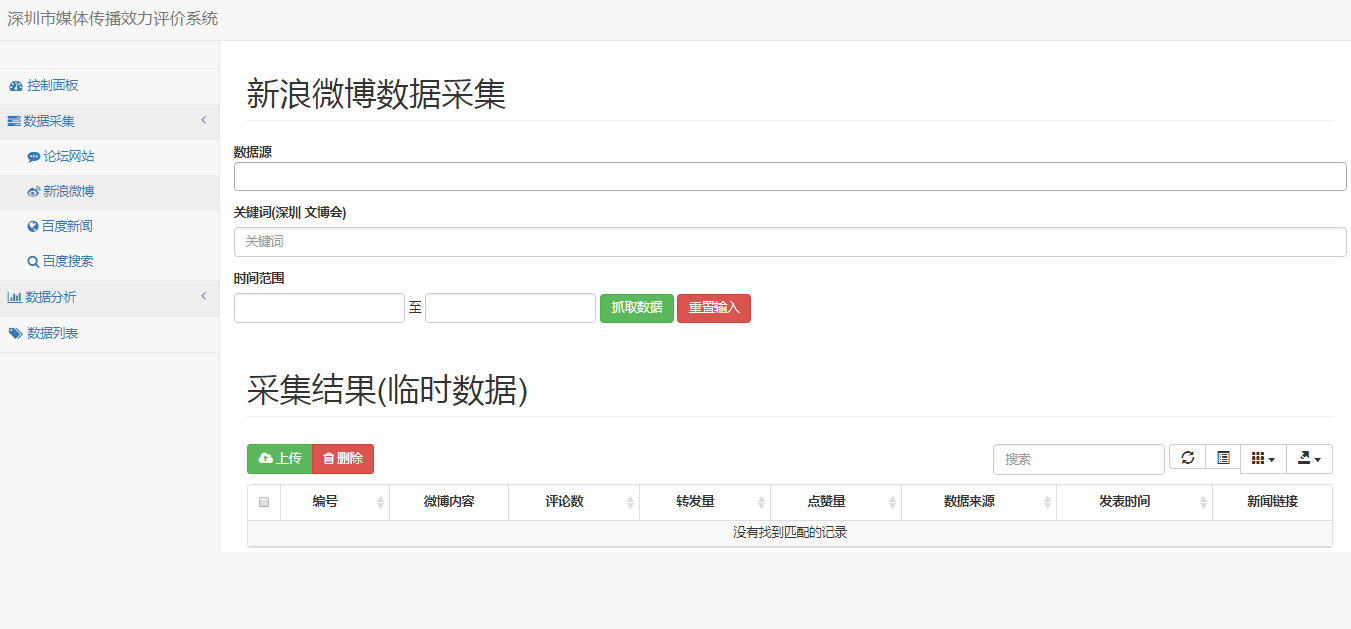 深圳市媒体传播效力评价系统
控制面板
数据采集
论坛网站
新浪微博
百度新闻
百度搜索
数据分析
数据列表
新浪微博数据采集
数据源
关键词(深圳 文博会)
关键词
时间范围
至 抓取数据 重置输入
采集结果(临时数据)
上传 删除 搜索
编号 微博内容 评论数 转发量 点赞量 数据来源 发表时间 新闻链接
没有找到匹配的记录